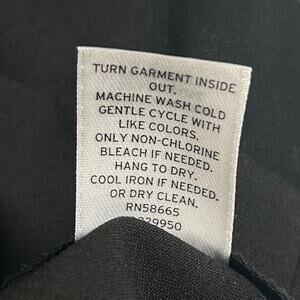 TURN GARMENT INSIDE
OUT.
MACHINE WASH COLD
GENTLE CYCLE WITH
LIKE COLORS.
ONLY NON-CHLORINE
BLEACH IF NEEDED.
HANG TO DRY.
COOL IRON IF NEEDED.
OR DRY CLEAN.
RN58665